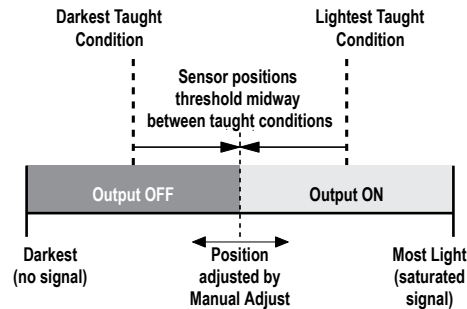 Darkest Taught
Condition
Lightest Taught
Condition
Sensor positions
threshold midway
between taught conditions
Output OFF
Output ON
Darkest
(no signal)
Position
adjusted by
Manual Adjust
Most Light
(saturated
signal)